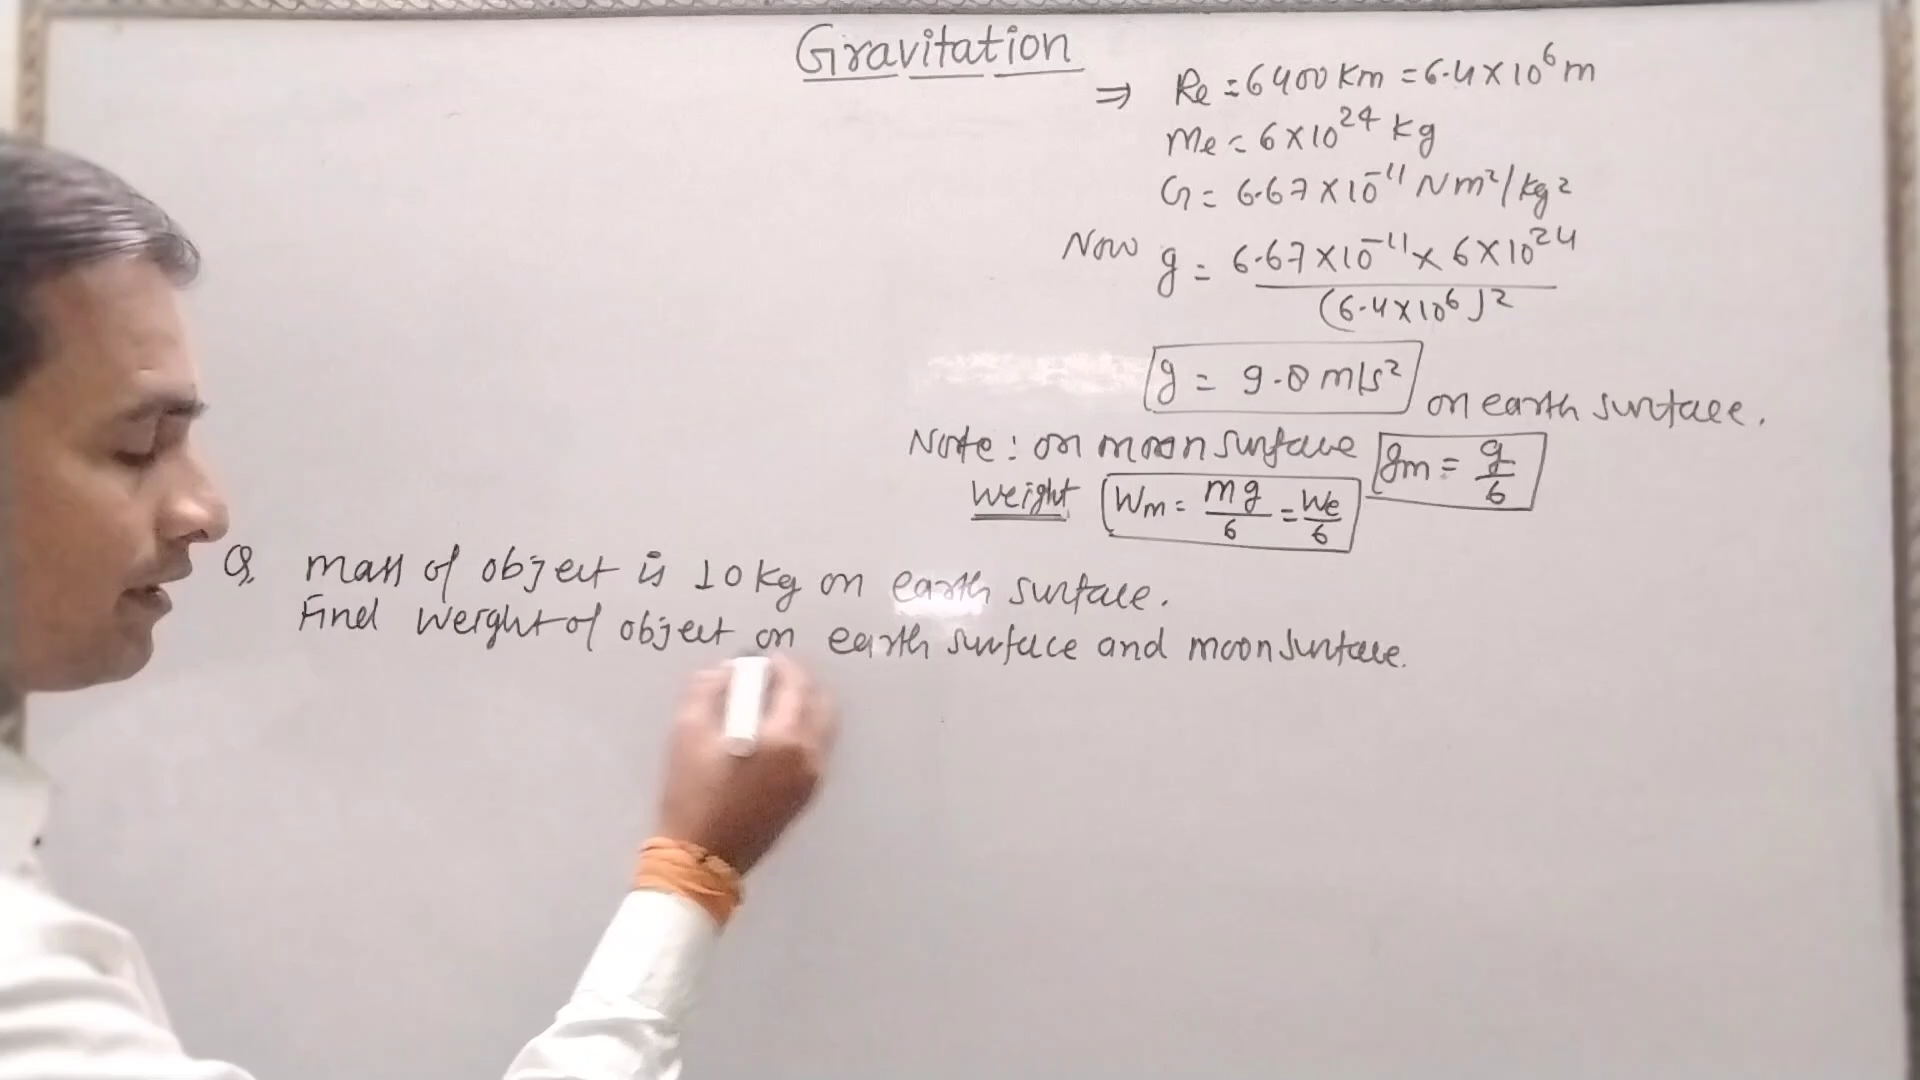 Gravitation
⇒ Re = 6400 Km = 6.4 × 10⁶ m
Me = 6 × 10²⁴ Kg
G = 6.67 × 10⁻¹¹ Nm²/Kg²
Now g = 6.67 × 10⁻¹¹ × 6 × 10²⁴
(6.4 × 10⁶)²
g = 9.8 m/s² on earth surface.
Note: on moon surface gm = g/6
Weight Wm = mg/6 = We/6
Q. mass of object is 10 Kg on earth surface.
Find weight of object on earth surface and moon surface.